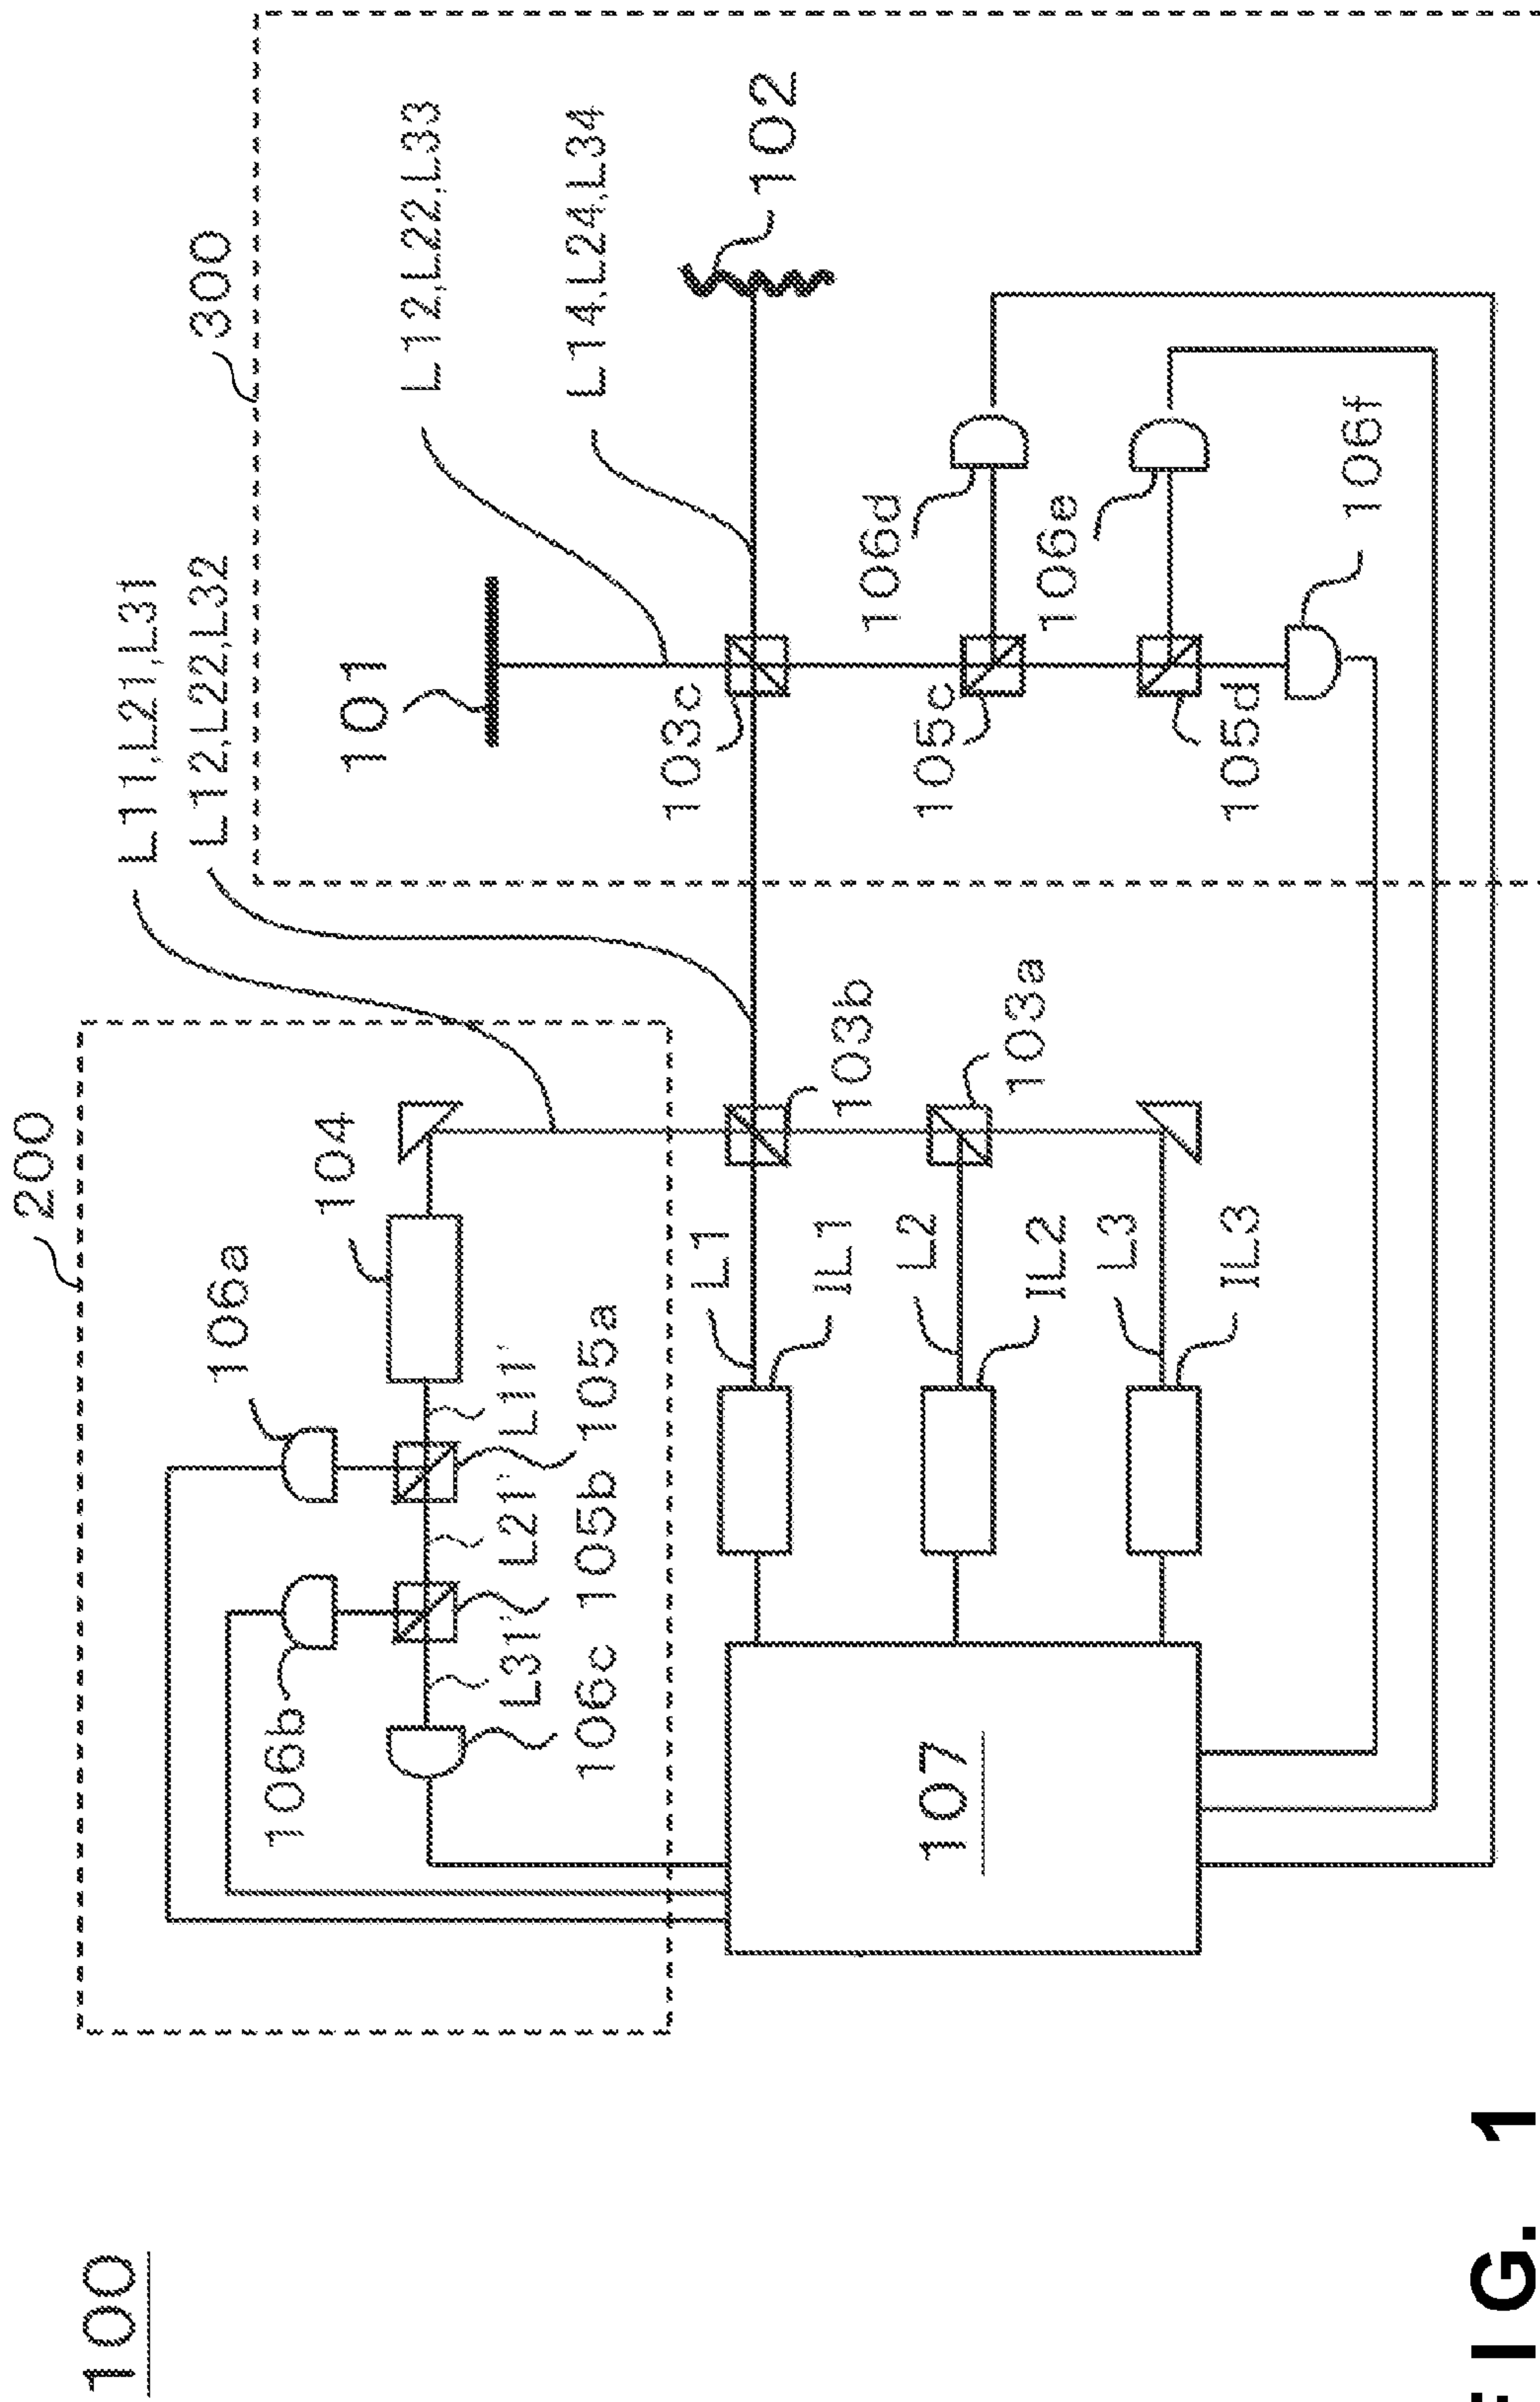 100
200
300
L11,L21,L31
L12,L22,L32
106a
106b
104
101
L12,L22,L33
L14,L24,L34
102
L11'
L21'
L31'
105a
105b
106c
103c
L1
IL1
103b
106d
105c
L2
IL2
103a
106e
L3
IL3
105d
106f
107
FIG. 1